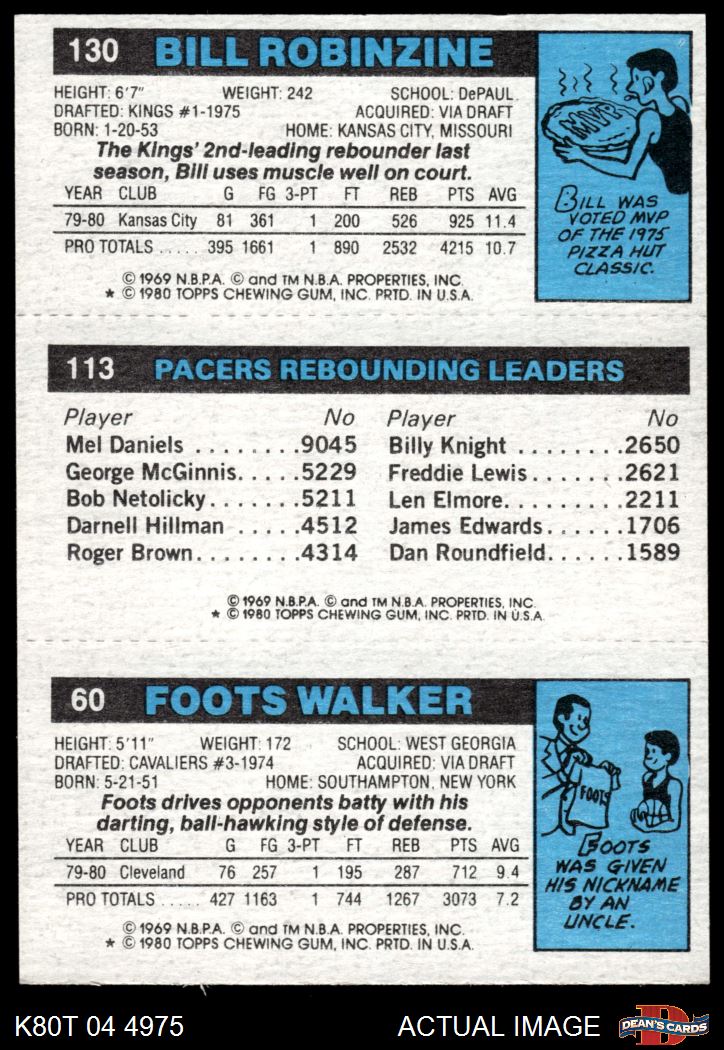 130 BILL ROBINZINE
HEIGHT: 6'7" WEIGHT: 242 SCHOOL: DePAUL
DRAFTED: KINGS #1-1975 ACQUIRED: VIA DRAFT
BORN: 1-20-53 HOME: KANSAS CITY, MISSOURI
The Kings' 2nd-leading rebounder last
season, Bill uses muscle well on court.
YEAR CLUB G FG 3-PT FT REB PTS AVG
79-80 Kansas City 81 361 1 200 526 925 11.4
PRO TOTALS ..... 395 1661 1 890 2532 4215 10.7
© 1969 N.B.P.A. © and TM N.B.A. PROPERTIES, INC.
* © 1980 TOPPS CHEWING GUM, INC. PRTD. IN U.S.A.
MVP
BILL WAS
VOTED MVP
OF THE 1975
PIZZA HUT
CLASSIC.
113 PACERS REBOUNDING LEADERS
Player No Player No
Mel Daniels ........9045 Billy Knight ........2650
George McGinnis.....5229 Freddie Lewis.......2621
Bob Netolicky.......5211 Len Elmore.........2211
Darnell Hillman .....4512 James Edwards......1706
Roger Brown........4314 Dan Roundfield......1589
© 1969 N.B.P.A. © and TM N.B.A. PROPERTIES, INC.
* © 1980 TOPPS CHEWING GUM, INC. PRTD. IN U.S.A.
60 FOOTS WALKER
HEIGHT: 5'11" WEIGHT: 172 SCHOOL: WEST GEORGIA
DRAFTED: CAVALIERS #3-1974 ACQUIRED: VIA DRAFT
BORN: 5-21-51 HOME: SOUTHAMPTON, NEW YORK
Foots drives opponents batty with his
darting, ball-hawking style of defense.
YEAR CLUB G FG 3-PT FT REB PTS AVG
79-80 Cleveland 76 257 1 195 287 712 9.4
PRO TOTALS ..... 427 1163 1 744 1267 3073 7.2
© 1969 N.B.P.A. © and TM N.B.A. PROPERTIES, INC.
* © 1980 TOPPS CHEWING GUM, INC. PRTD. IN U.S.A.
FOOTS
FOOTS
WAS GIVEN
HIS NICKNAME
BY AN
UNCLE.
K80T 04 4975 ACTUAL IMAGE D DEAN'S CARDS